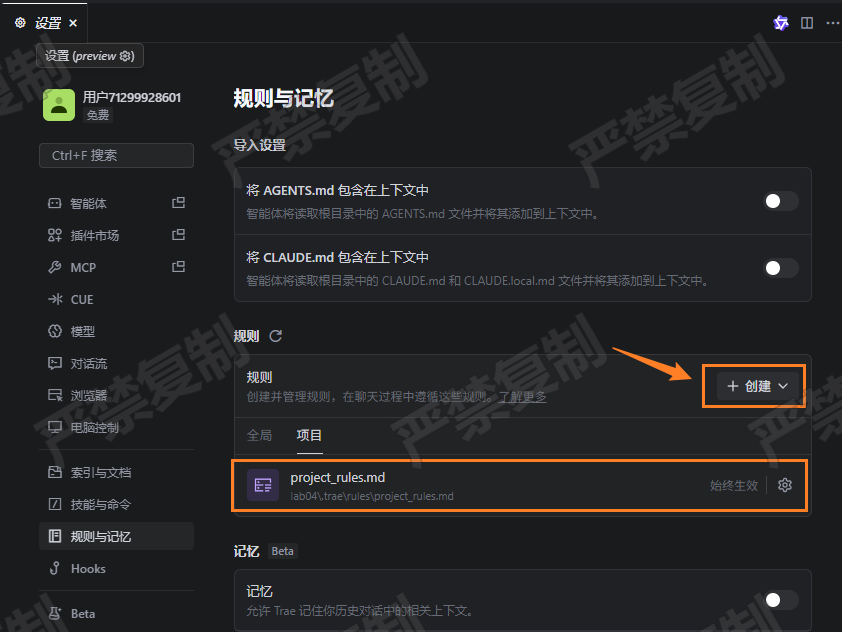 设置
设置 (preview)
用户71299928601
免费
Ctrl+F 搜索
智能体
插件市场
MCP
CUE
模型
对话流
浏览器
电脑控制
索引与文档
技能与命令
规则与记忆
Hooks
Beta
规则与记忆
导入设置
将 AGENTS.md 包含在上下文中
智能体将读取根目录中的 AGENTS.md 文件并将其添加到上下文中。
将 CLAUDE.md 包含在上下文中
智能体将读取根目录中的 CLAUDE.md 和 CLAUDE.local.md 文件并将其添加到上下文中。
规则
规则
创建并管理规则，在聊天过程中遵循这些规则。了解更多
创建
全局 项目
project_rules.md
lab04\.trae\rules\project_rules.md
始终生效
记忆 Beta
记忆
允许 Trae 记住你历史对话中的相关上下文。
严禁复制
严禁复制
严禁复制
严禁复制
严禁复制
严禁复制